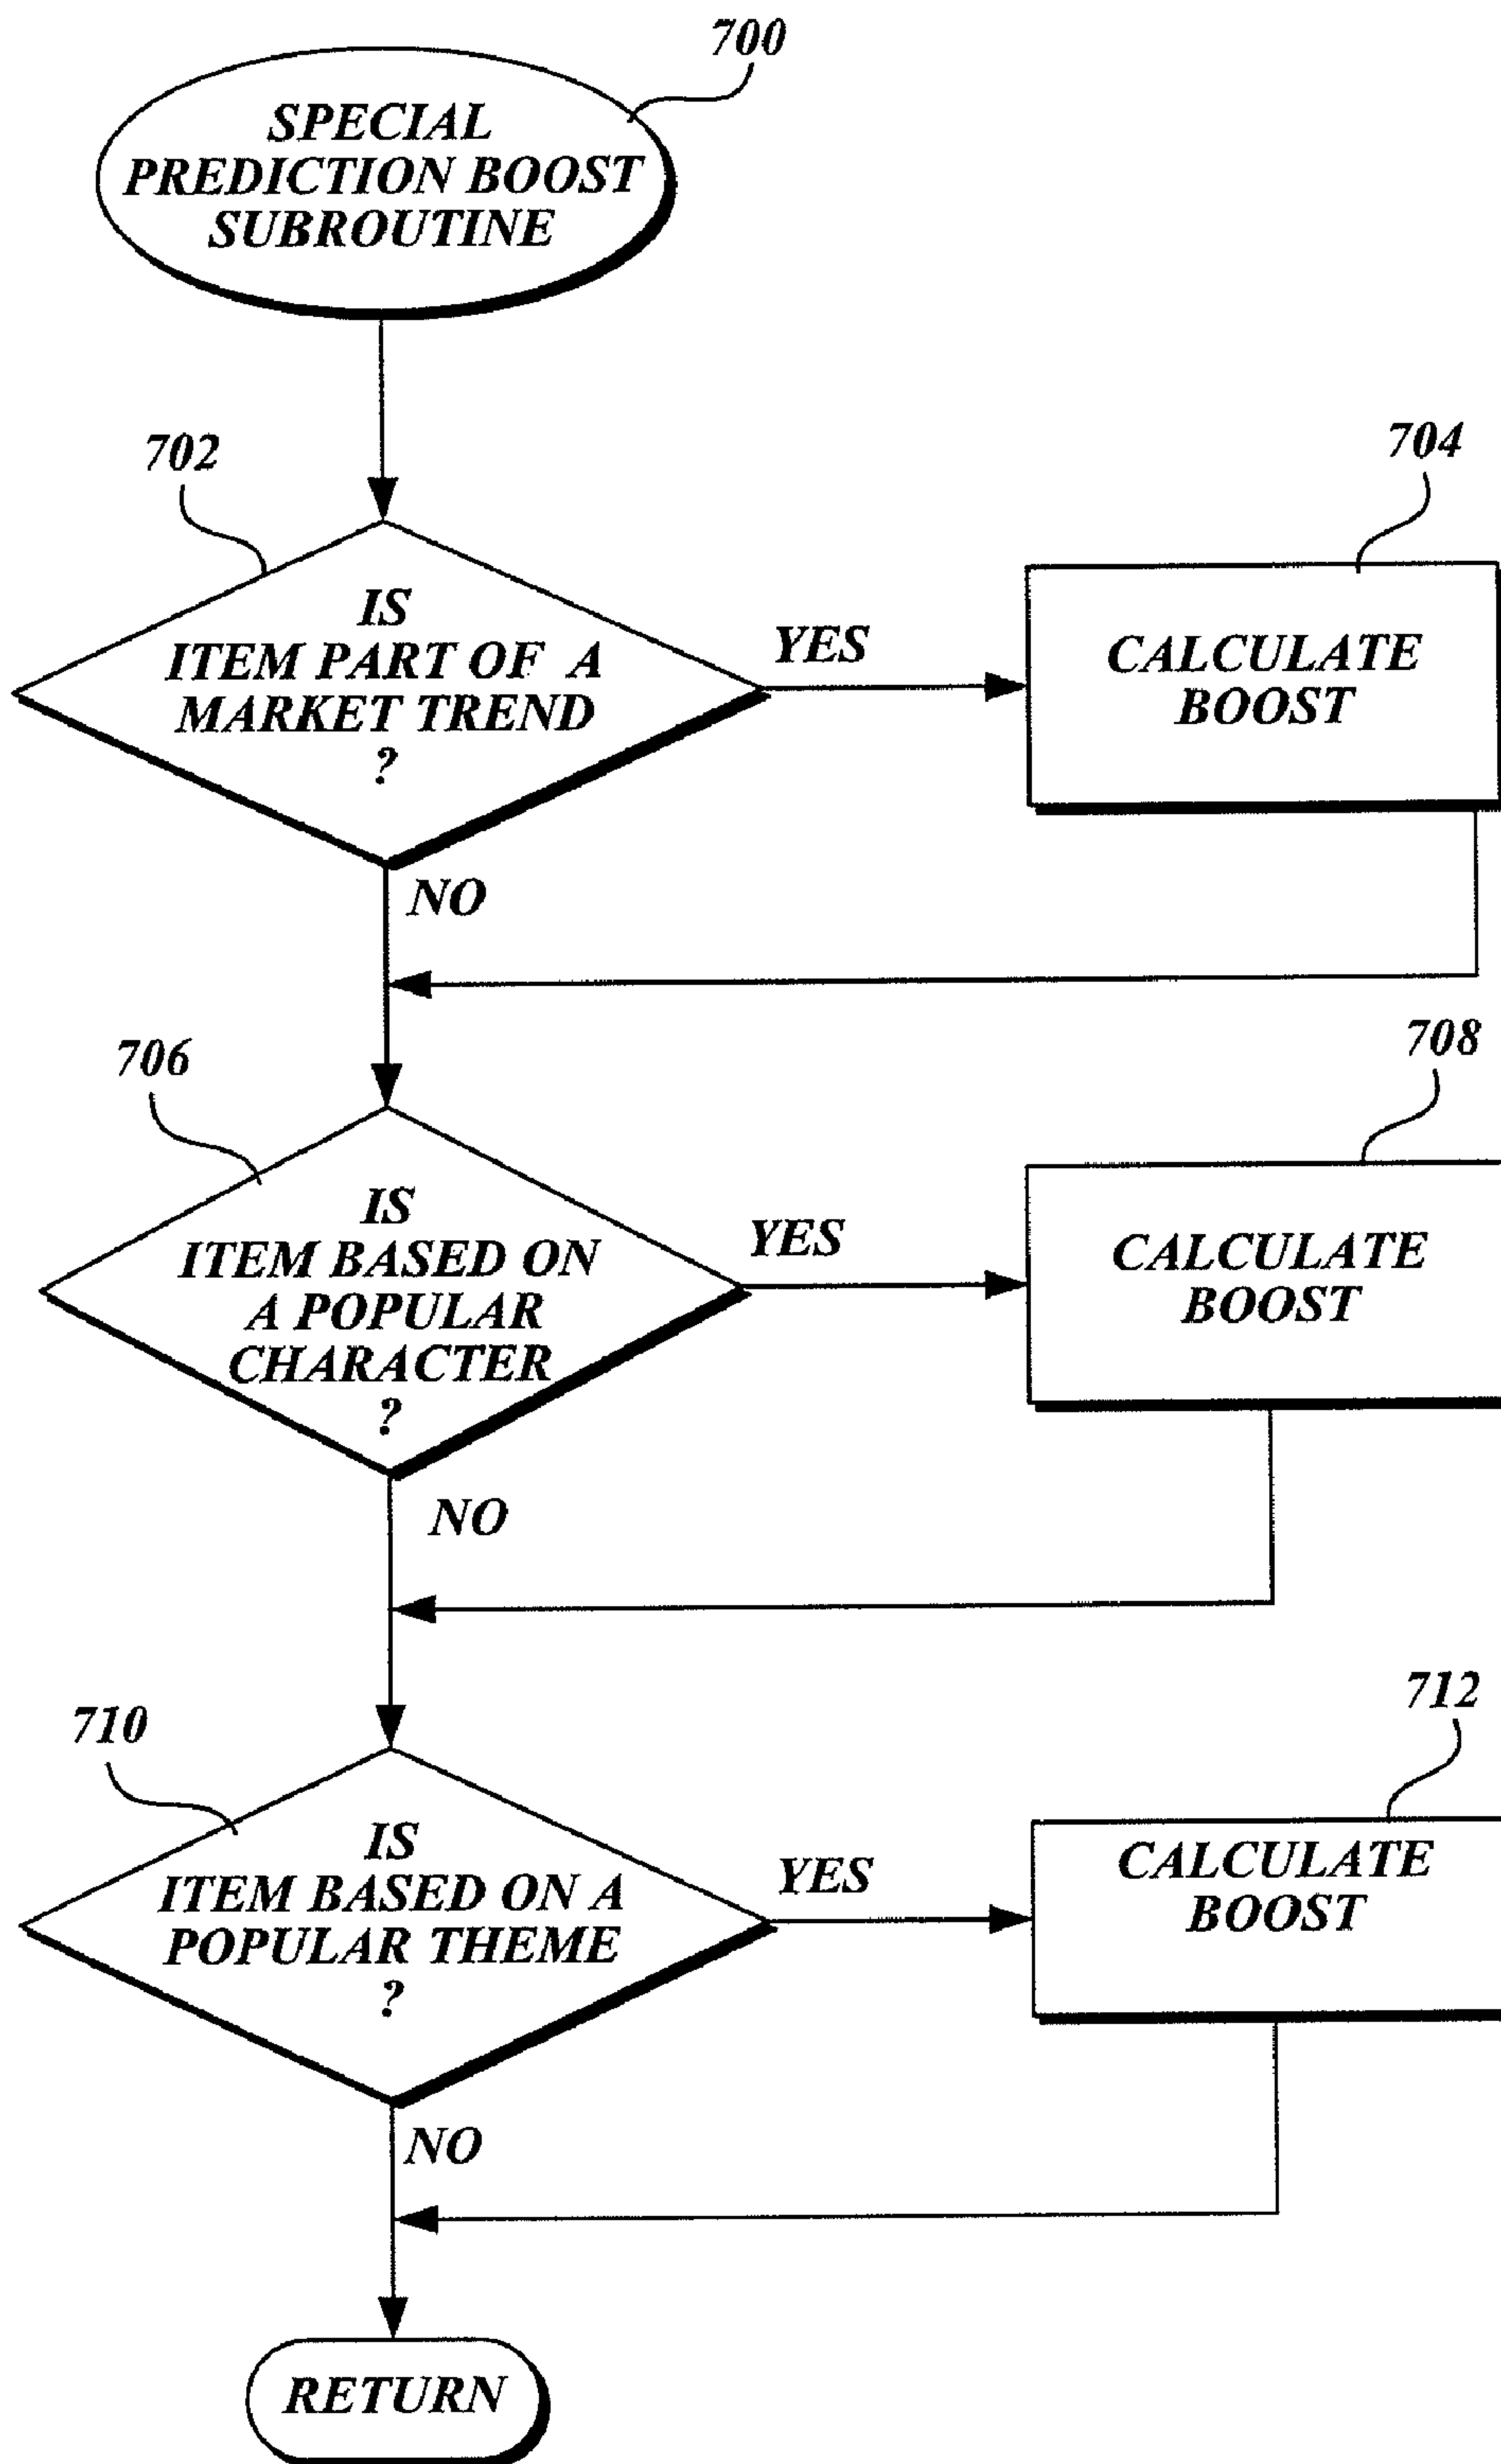 700
SPECIAL
PREDICTION BOOST
SUBROUTINE
702
704
IS
ITEM PART OF A
MARKET TREND
?
YES
CALCULATE
BOOST
NO
706
708
IS
ITEM BASED ON
A POPULAR
CHARACTER
?
YES
CALCULATE
BOOST
NO
710
712
IS
ITEM BASED ON A
POPULAR THEME
?
YES
CALCULATE
BOOST
NO
RETURN